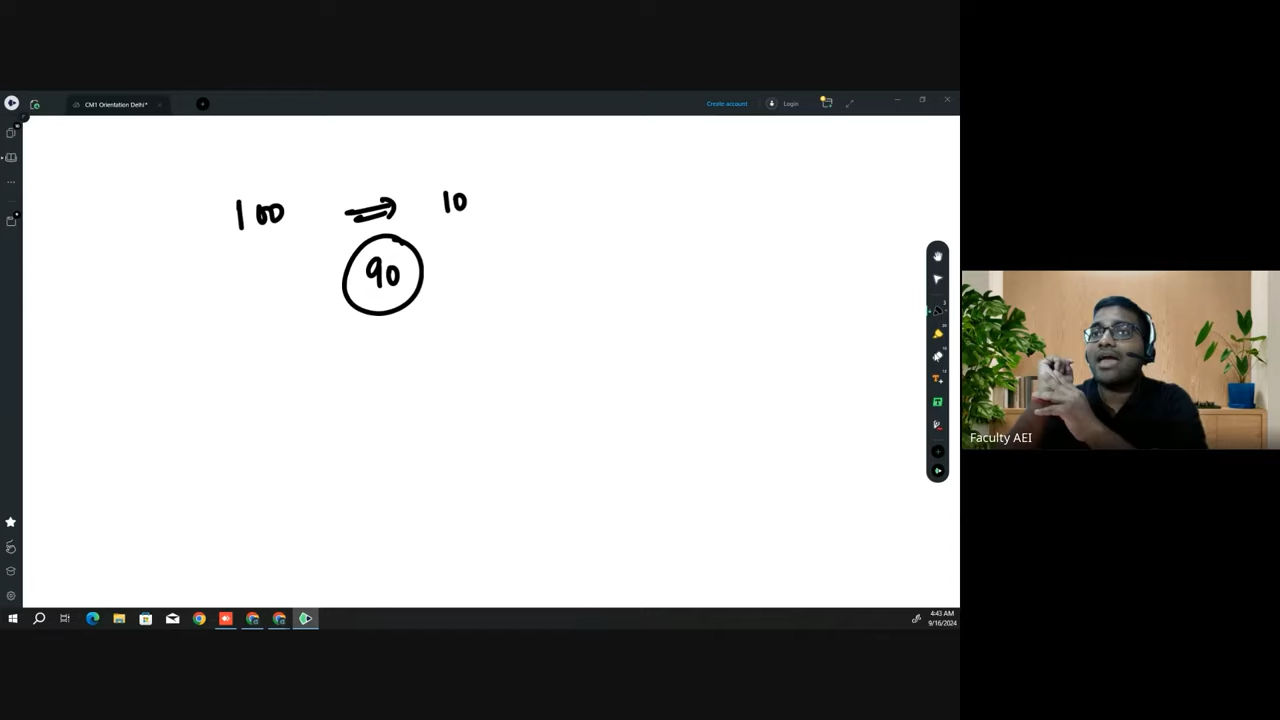 CM1 Orientation Delhi*
Create account
Login
100 ⇒ 10
90
Faculty AEI
4:43 AM
9/16/2024